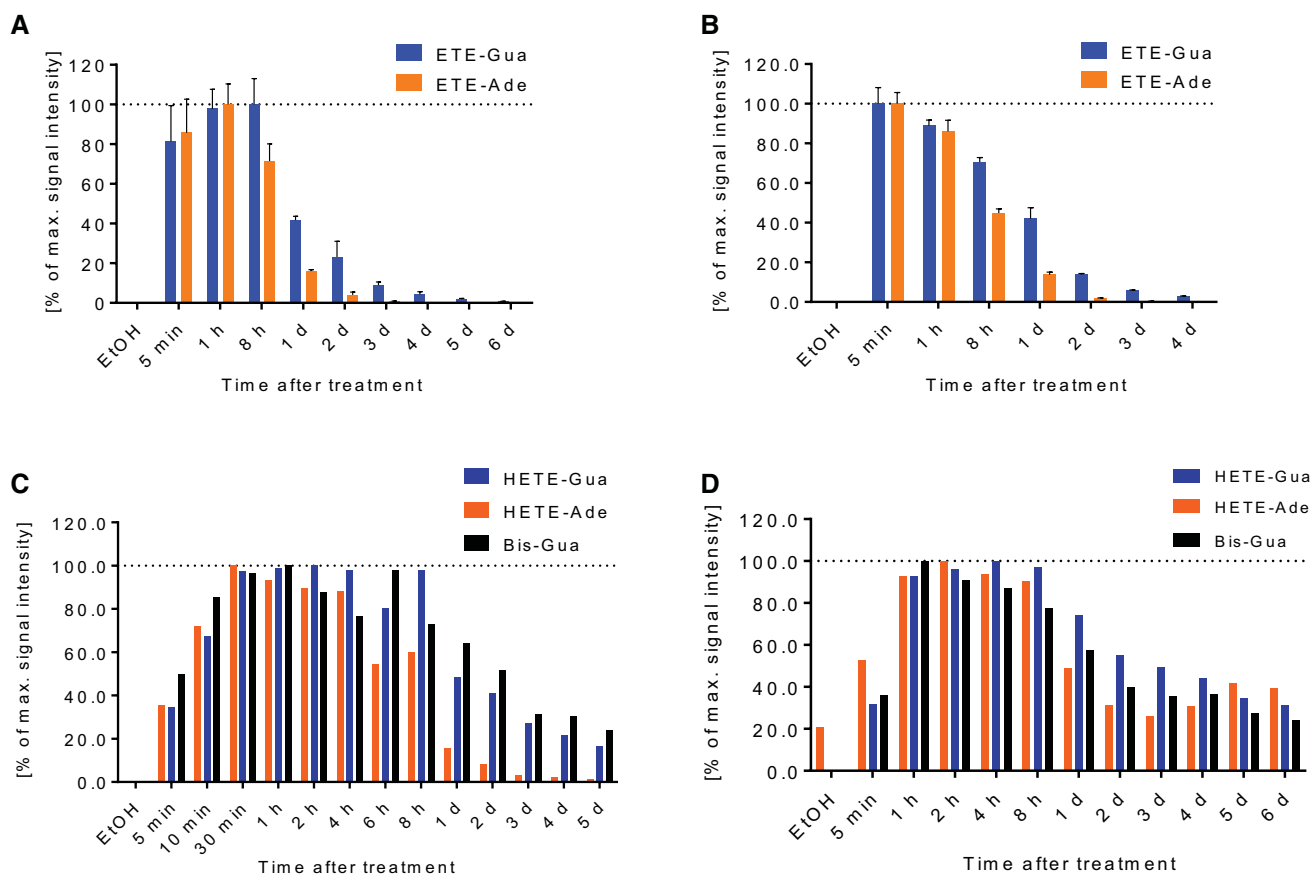 A
ETE-Gua
ETE-Ade
[% of max. signal intensity]
120
100
80
60
40
20
0
EtOH
5 min
1 h
8 h
1 d
2 d
3 d
4 d
5 d
6 d
Time after treatment
B
ETE-Gua
ETE-Ade
[% of max. signal intensity]
120.0
100.0
80.0
60.0
40.0
20.0
0.0
EtOH
5 min
1 h
8 h
1 d
2 d
3 d
4 d
Time after treatment
C
HETE-Gua
HETE-Ade
Bis-Gua
[% of max. signal intensity]
120.0
100.0
80.0
60.0
40.0
20.0
0.0
EtOH
5 min
10 min
30 min
1 h
2 h
4 h
6 h
8 h
1 d
2 d
3 d
4 d
5 d
Time after treatment
D
HETE-Gua
HETE-Ade
Bis-Gua
[% of max. signal intensity]
120.0
100.0
80.0
60.0
40.0
20.0
0.0
EtOH
5 min
1 h
2 h
4 h
8 h
1 d
2 d
3 d
4 d
5 d
6 d
Time after treatment